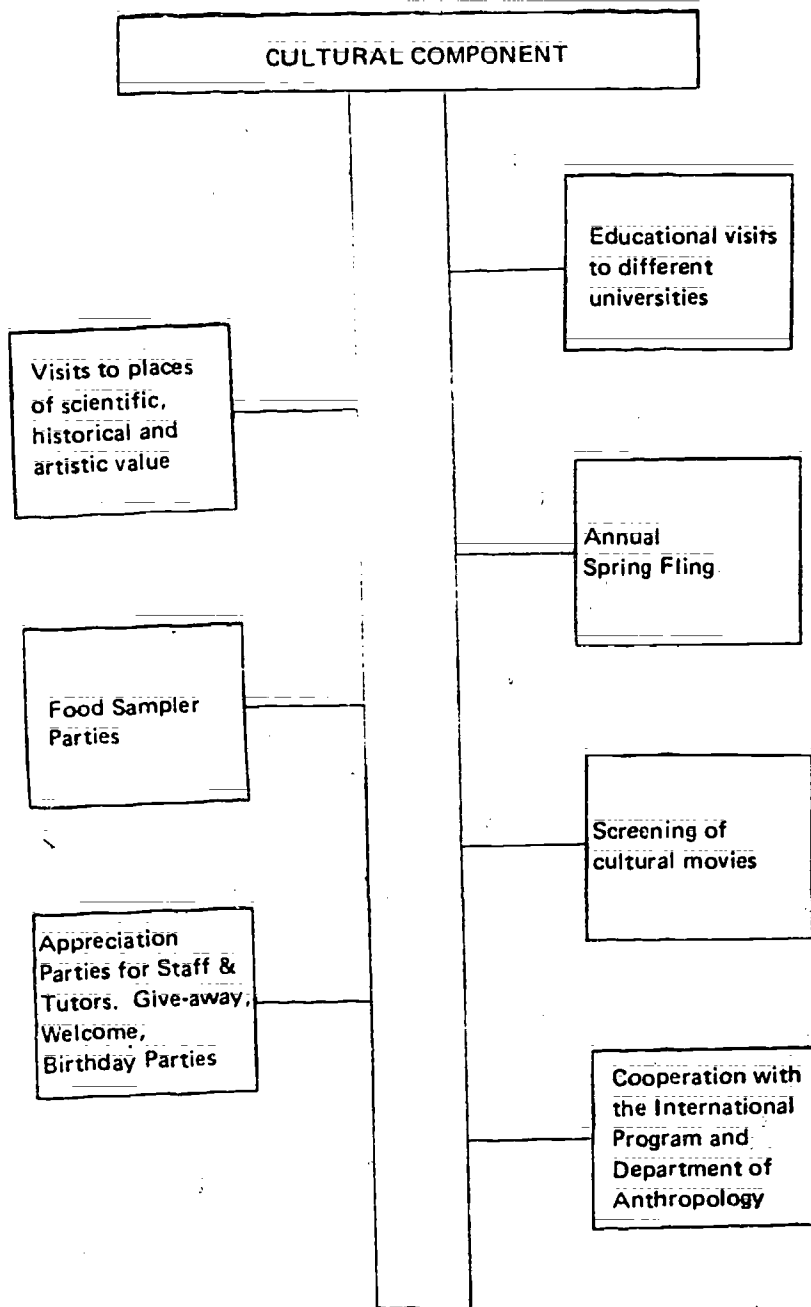 CULTURAL COMPONENT
Educational visits
to different
universities
Visits to places
of scientific,
historical and
artistic value
Annual
Spring Fling
Food Sampler
Parties
Screening of
cultural movies
Appreciation
Parties for Staff &
Tutors. Give-away,
Welcome,
Birthday Parties
Cooperation with
the International
Program and
Department of
Anthropology